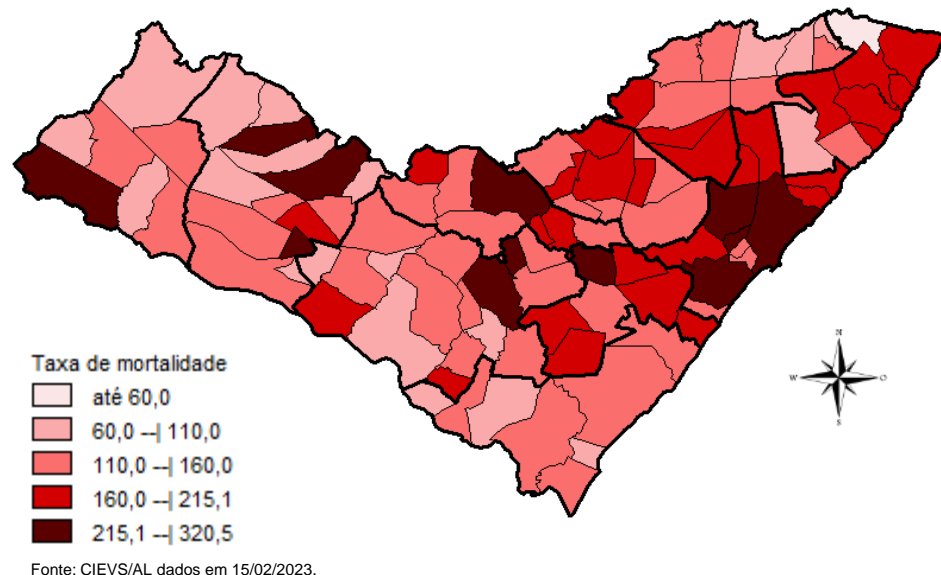 N
W O
S
Taxa de mortalidade
até 60,0
60,0 --| 110,0
110,0 --| 160,0
160,0 --| 215,1
215,1 --| 320,5
Fonte: CIEVS/AL dados em 15/02/2023.